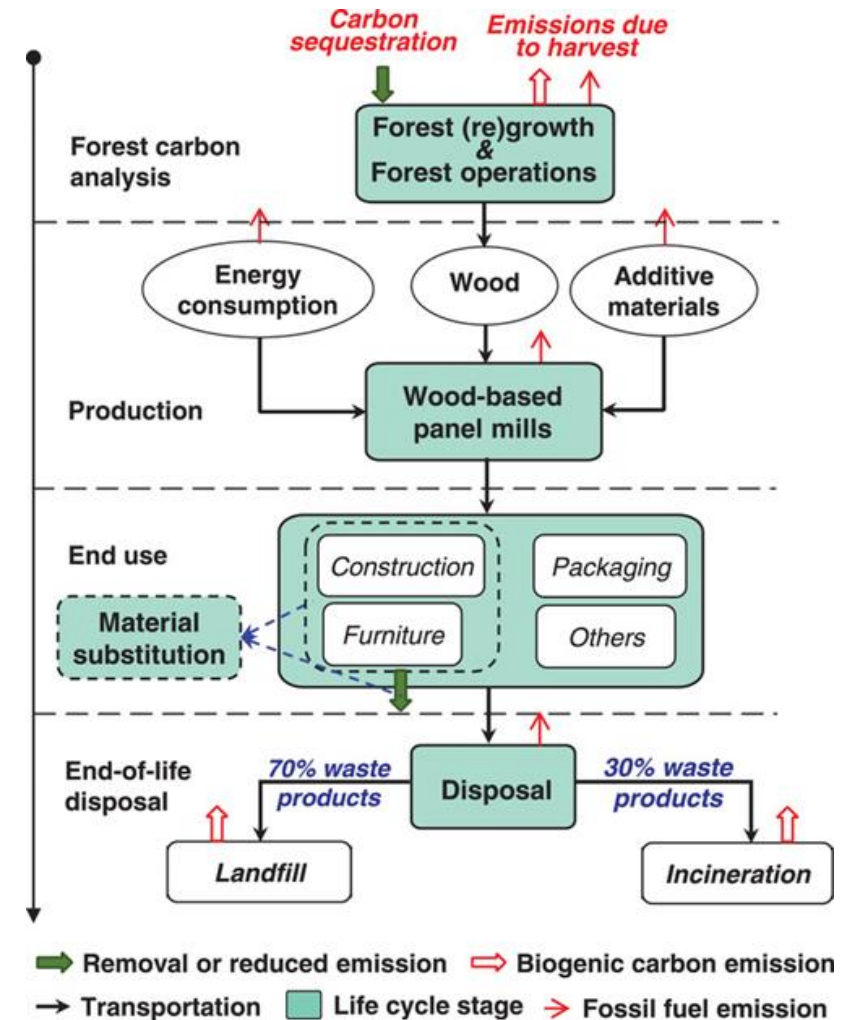 Carbon
sequestration
Emissions due
to harvest
Forest carbon
analysis
Forest (re)growth
&
Forest operations
Energy
consumption
Wood
Additive
materials
Production
Wood-based
panel mills
End use
Construction
Packaging
Material
substitution
Furniture
Others
End-of-life
disposal
70% waste
products
Disposal
30% waste
products
Landfill
Incineration
Removal or reduced emission
Biogenic carbon emission
Transportation
Life cycle stage
Fossil fuel emission